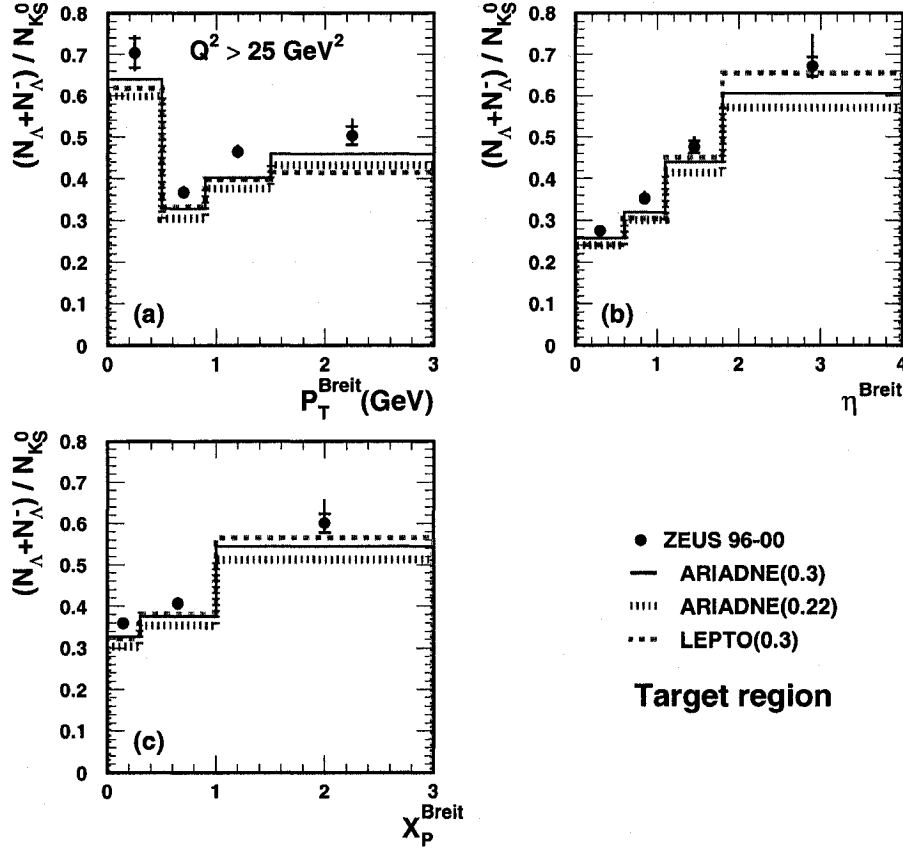 (N_Λ+N_Λ̄) / N_K⁰_S
0.8
0.7
0.6
0.5
0.4
0.3
0.2
0.1
0
Q² > 25 GeV²
(a)
0 1 2 3
P_T^Breit (GeV)
(N_Λ+N_Λ̄) / N_K⁰_S
0.8
0.7
0.6
0.5
0.4
0.3
0.2
0.1
0
(b)
0 1 2 3 4
η^Breit
(N_Λ+N_Λ̄) / N_K⁰_S
0.8
0.7
0.6
0.5
0.4
0.3
0.2
0.1
0
(c)
0 1 2 3
X_P^Breit
ZEUS 96-00
ARIADNE(0.3)
ARIADNE(0.22)
LEPTO(0.3)
Target region